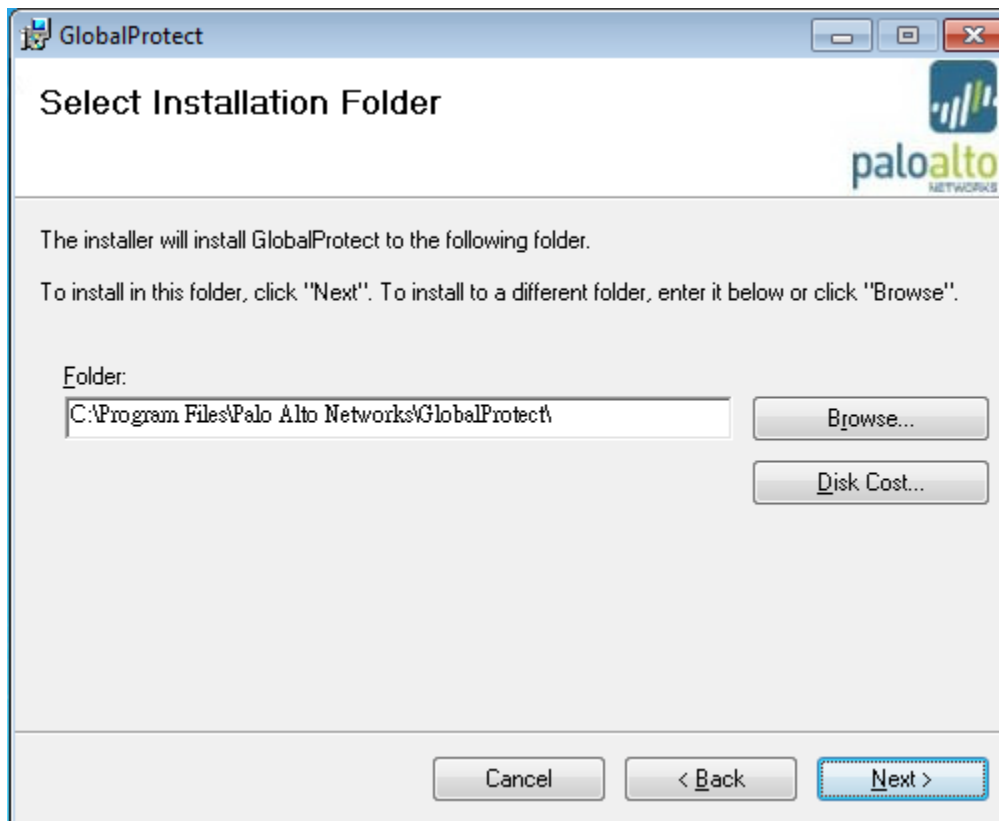 GlobalProtect
Select Installation Folder
paloalto
NETWORKS
The installer will install GlobalProtect to the following folder.
To install in this folder, click "Next". To install to a different folder, enter it below or click "Browse".
Folder:
C:\Program Files\Palo Alto Networks\GlobalProtect\
Browse...
Disk Cost...
Cancel
< Back
Next >